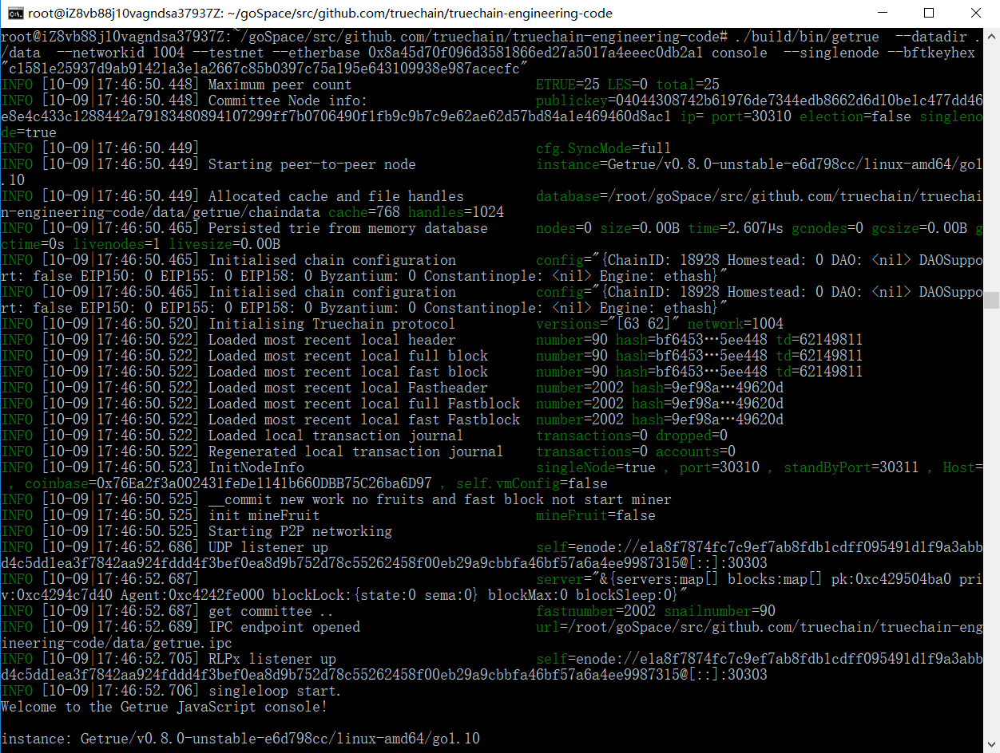 root@iZ8vb88j10vagndsa37937Z: ~/goSpace/src/github.com/truechain/truechain-engineering-code
root@iZ8vb88j10vagndsa37937Z:~/goSpace/src/github.com/truechain/truechain-engineering-code# ./build/bin/getrue  --datadir .
/data  --networkid 1004 --testnet --etherbase 0x8a45d70f096d3581866ed27a5017a4eeec0db2a1 console  --singlenode --bftkeyhex
"c1581e25937d9ab91421a3e1a2667c85b0397c75a195e643109938e987acecfc"
INFO [10-09|17:46:50.448] Maximum peer count                       ETRUE=25 LES=0 total=25
INFO [10-09|17:46:50.448] Committee Node info:                     publickey=04044308742b61976de7344edb8662d6d10be1c477dd46
e8e4c433c1288442a79183480894107299ff7b0706490f1fb9c9b7c9e62ae62d57bd84a1e469460d8ac1 ip= port=30310 election=false singleno
de=true
INFO [10-09|17:46:50.449]                                          cfg.SyncMode=full
INFO [10-09|17:46:50.449] Starting peer-to-peer node               instance=Getrue/v0.8.0-unstable-e6d798cc/linux-amd64/go1
.10
INFO [10-09|17:46:50.449] Allocated cache and file handles         database=/root/goSpace/src/github.com/truechain/truechai
n-engineering-code/data/getrue/chaindata cache=768 handles=1024
INFO [10-09|17:46:50.465] Persisted trie from memory database      nodes=0 size=0.00B time=2.607µs gcnodes=0 gcsize=0.00B g
ctime=0s livenodes=1 livesize=0.00B
INFO [10-09|17:46:50.465] Initialised chain configuration          config="{ChainID: 18928 Homestead: 0 DAO: <nil> DAOSuppo
rt: false EIP150: 0 EIP155: 0 EIP158: 0 Byzantium: 0 Constantinople: <nil> Engine: ethash}"
INFO [10-09|17:46:50.465] Initialised chain configuration          config="{ChainID: 18928 Homestead: 0 DAO: <nil> DAOSuppo
rt: false EIP150: 0 EIP155: 0 EIP158: 0 Byzantium: 0 Constantinople: <nil> Engine: ethash}"
INFO [10-09|17:46:50.520] Initialising Truechain protocol          versions="[63 62]" network=1004
INFO [10-09|17:46:50.522] Loaded most recent local header          number=90 hash=bf6453…5ee448 td=62149811
INFO [10-09|17:46:50.522] Loaded most recent local full block      number=90 hash=bf6453…5ee448 td=62149811
INFO [10-09|17:46:50.522] Loaded most recent local fast block      number=90 hash=bf6453…5ee448 td=62149811
INFO [10-09|17:46:50.522] Loaded most recent local Fastheader      number=2002 hash=9ef98a…49620d
INFO [10-09|17:46:50.522] Loaded most recent local full Fastblock  number=2002 hash=9ef98a…49620d
INFO [10-09|17:46:50.522] Loaded most recent local fast Fastblock  number=2002 hash=9ef98a…49620d
INFO [10-09|17:46:50.522] Loaded local transaction journal         transactions=0 dropped=0
INFO [10-09|17:46:50.522] Regenerated local transaction journal    transactions=0 accounts=0
INFO [10-09|17:46:50.523] InitNodeInfo                             singleNode=true , port=30310 , standByPort=30311 , Host=
 , coinbase=0x76Ea2f3a002431feDe1141b660DBB75C26ba6D97 , self.vmConfig=false
INFO [10-09|17:46:50.525] __commit new work no fruits and fast block not start miner
INFO [10-09|17:46:50.525] init mineFruit                           mineFruit=false
INFO [10-09|17:46:50.525] Starting P2P networking
INFO [10-09|17:46:52.686] UDP listener up                          self=enode://e1a8f7874fc7c9ef7ab8fdb1cdff095491d1f9a3abb
d4c5dd1ea3f7842aa924fddd4f3bef0ea8d9b752d78c55262458f00eb29a9cbbfa46bf57a6a4ee9987315@[::]:30303
INFO [10-09|17:46:52.687]                                          server="&{servers:map[] blocks:map[] pk:0xc429504ba0 pri
v:0xc4294c7d40 Agent:0xc4242fe000 blockLock:{state:0 sema:0} blockMax:0 blockSleep:0}"
INFO [10-09|17:46:52.687] get committee ..                         fastnumber=2002 snailnumber=90
INFO [10-09|17:46:52.689] IPC endpoint opened                      url=/root/goSpace/src/github.com/truechain/truechain-eng
ineering-code/data/getrue.ipc
INFO [10-09|17:46:52.705] RLPx listener up                         self=enode://e1a8f7874fc7c9ef7ab8fdb1cdff095491d1f9a3abb
d4c5dd1ea3f7842aa924fddd4f3bef0ea8d9b752d78c55262458f00eb29a9cbbfa46bf57a6a4ee9987315@[::]:30303
INFO [10-09|17:46:52.706] singleloop start.
Welcome to the Getrue JavaScript console!

instance: Getrue/v0.8.0-unstable-e6d798cc/linux-amd64/go1.10